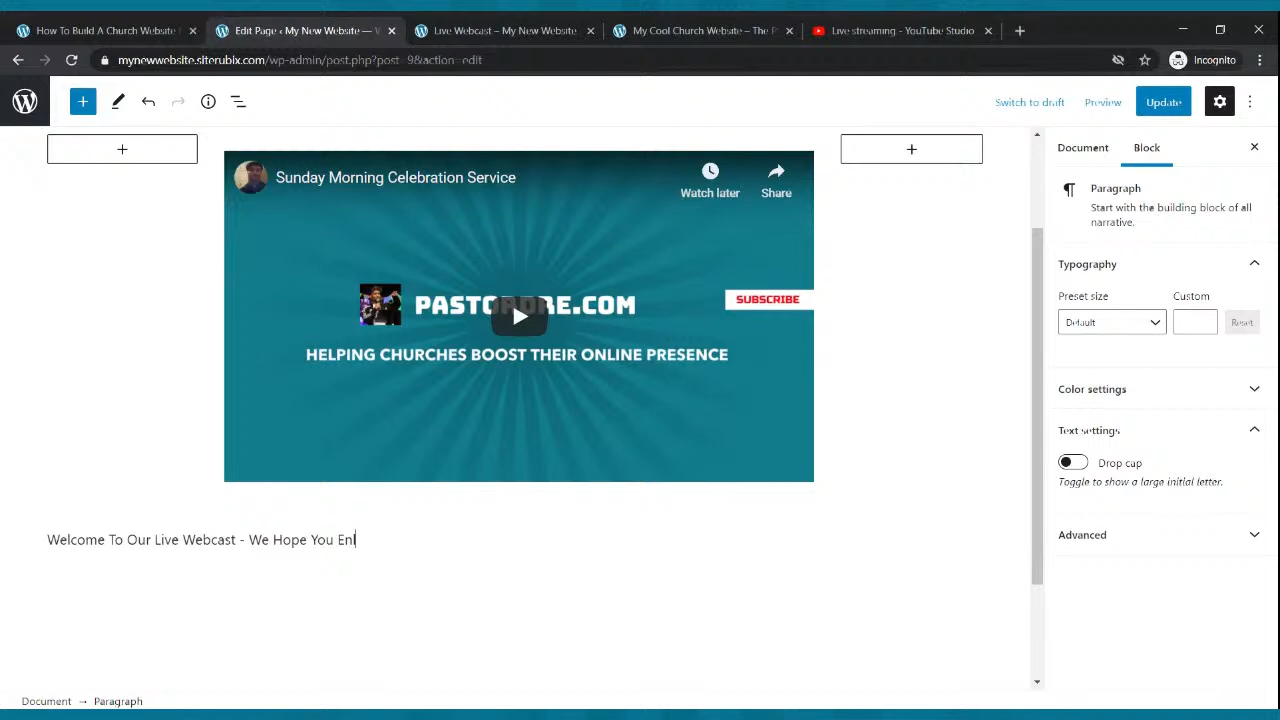 How To Build A Church Website
Edit Page ‹ My New Website —
Live Webcast – My New Website
My Cool Church Website – The
Live streaming - YouTube Studio
mynewwebsite.siterubix.com/wp-admin/post.php?post=9&action=edit
Incognito
Switch to draft
Preview
Update
Sunday Morning Celebration Service
Watch later
Share
PASTORDRE.COM
SUBSCRIBE
HELPING CHURCHES BOOST THEIR ONLINE PRESENCE
Welcome To Our Live Webcast - We Hope You Enl
Document
Block
Paragraph
Start with the building block of all
narrative.
Typography
Preset size
Custom
Default
Reset
Color settings
Text settings
Drop cap
Toggle to show a large initial letter.
Advanced
Document → Paragraph